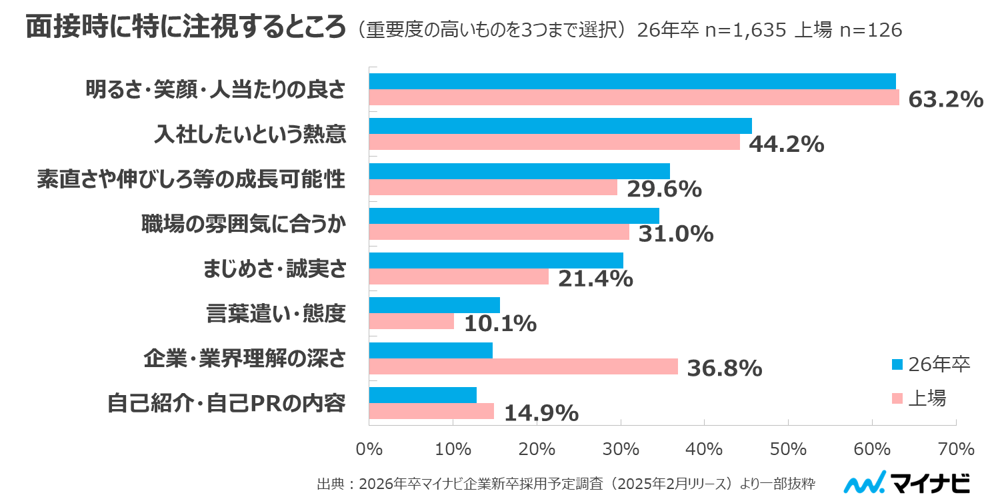 面接時に特に注視するところ（重要度の高いものを3つまで選択）26年卒 n=1,635 上場 n=126
明るさ・笑顔・人当たりの良さ
63.2%
入社したいという熱意
44.2%
素直さや伸びしろ等の成長可能性
29.6%
職場の雰囲気に合うか
31.0%
まじめさ・誠実さ
21.4%
言葉遣い・態度
10.1%
企業・業界理解の深さ
36.8%
自己紹介・自己PRの内容
14.9%
26年卒
上場
0% 10% 20% 30% 40% 50% 60% 70%
出典：2026年卒マイナビ企業新卒採用予定調査（2025年2月リリース）より一部抜粋
マイナビ